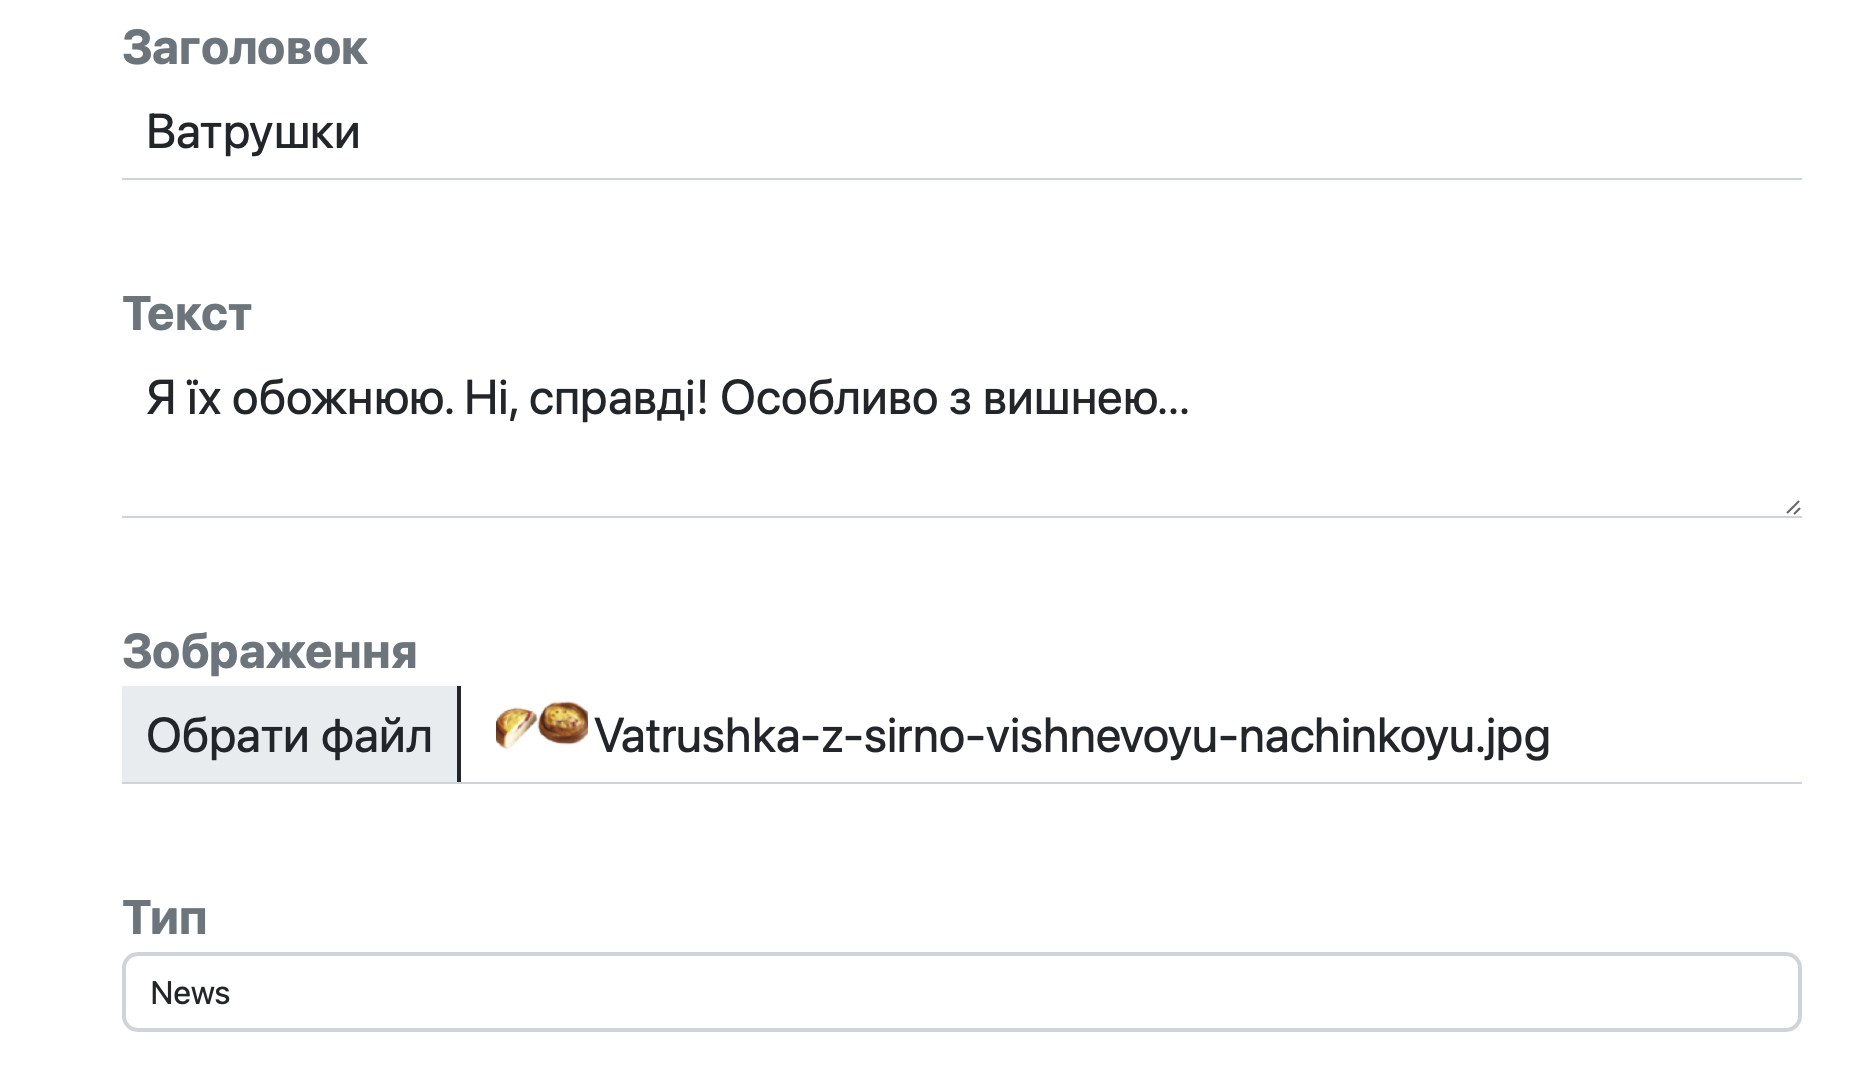 Заголовок
Ватрушки
Текст
Я їх обожнюю. Ні, справді! Особливо з вишнею...
Зображення
Обрати файл Vatrushka-z-sirno-vishnevoyu-nachinkoyu.jpg
Тип
News